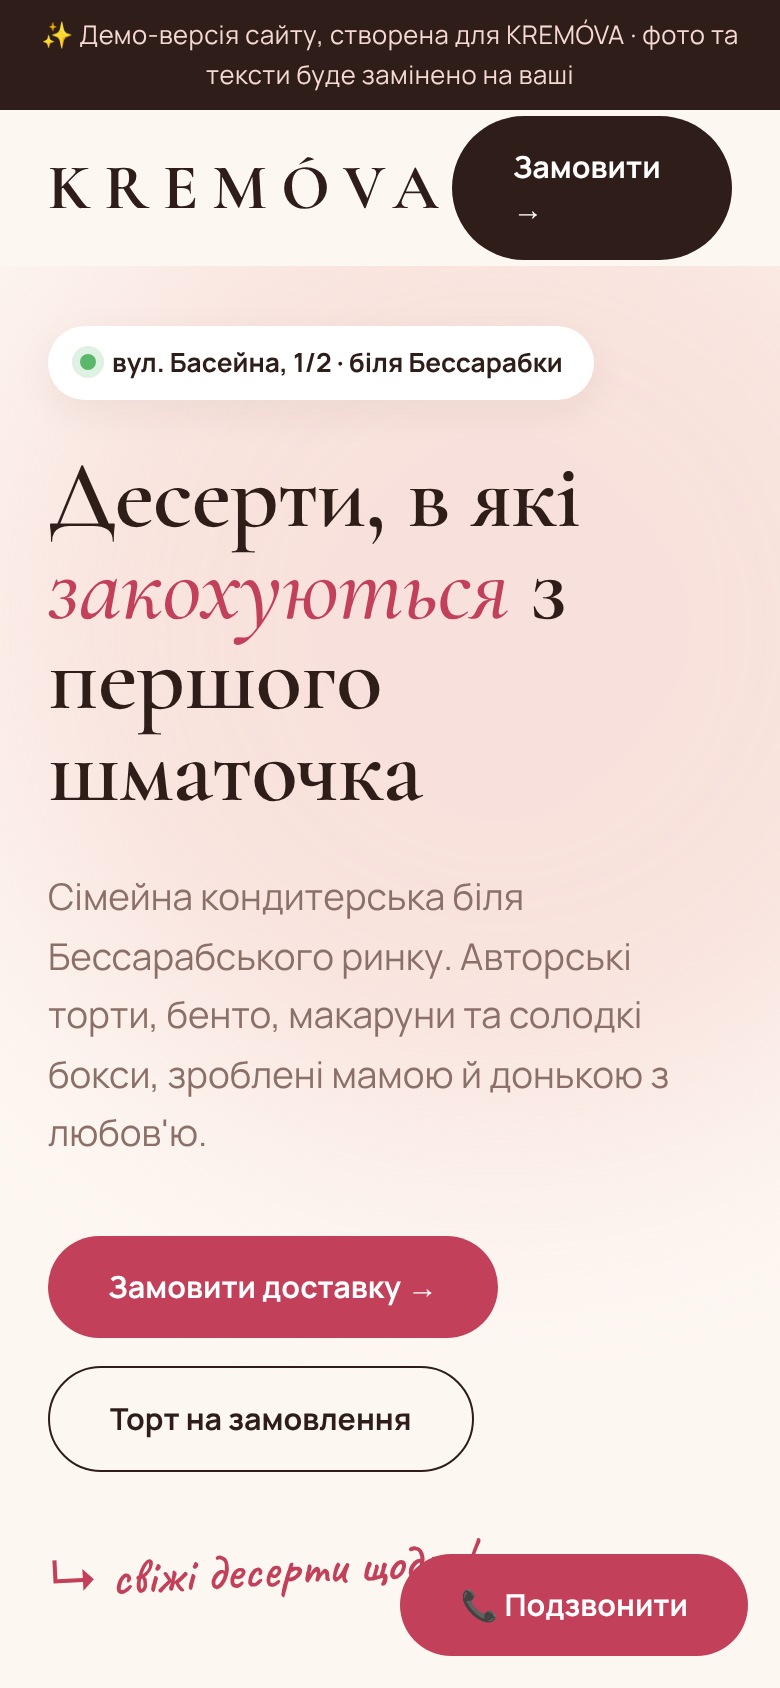 ✨ Демо-версія сайту, створена для KREMÓVA · фото та
тексти буде замінено на ваші
KREMÓVA
Замовити
→
вул. Басейна, 1/2 · біля Бессарабки
Десерти, в які
закохуються з
першого
шматочка
Сімейна кондитерська біля
Бессарабського ринку. Авторські
торти, бенто, макаруни та солодкі
бокси, зроблені мамою й донькою з
любов'ю.
Замовити доставку →
Торт на замовлення
↳ свіжі десерти
📞 Подзвонити